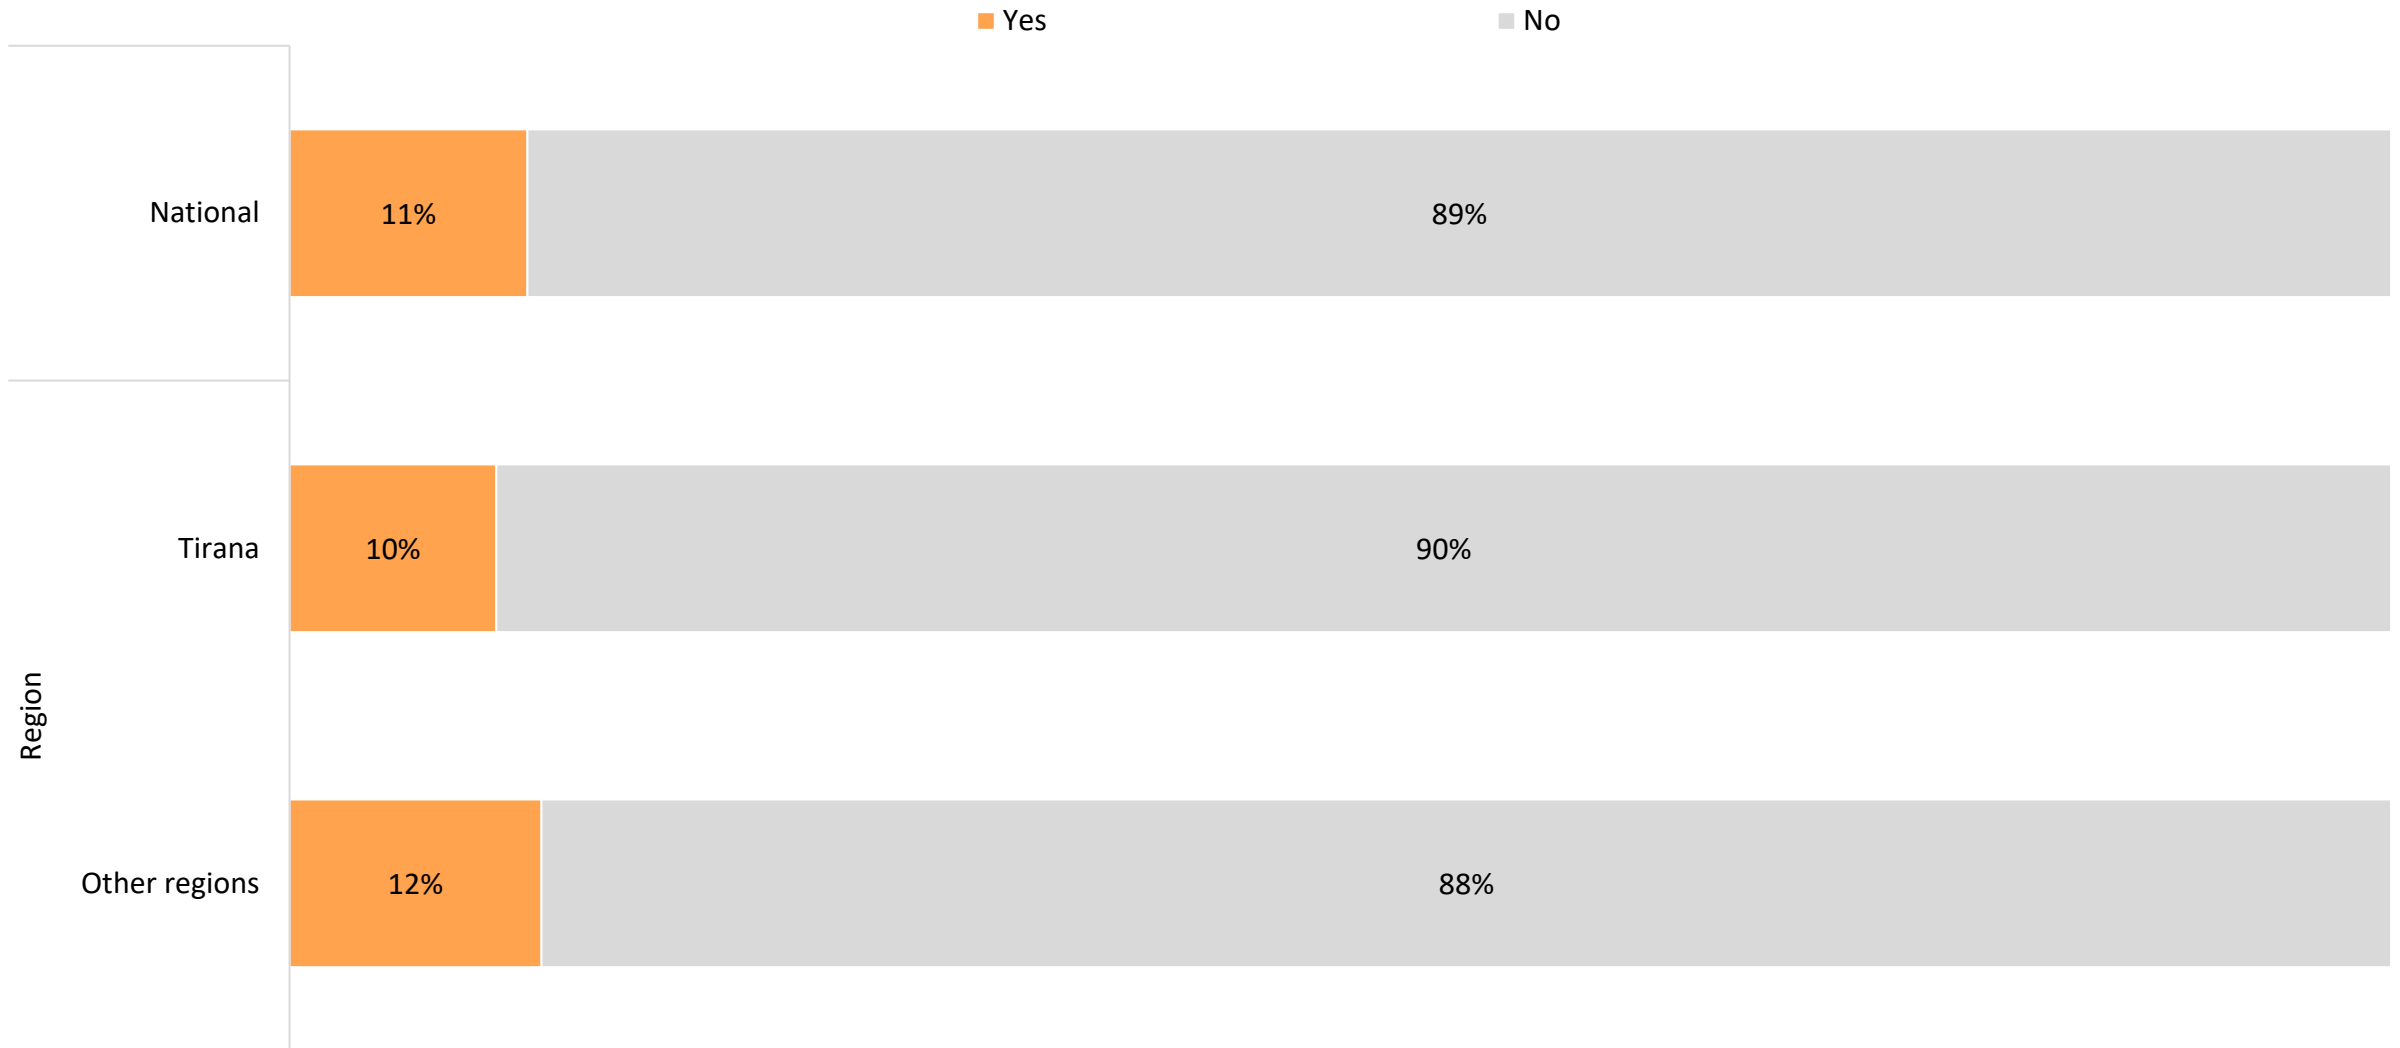 Yes No
National 11% 89%
Tirana 10% 90%
Region
Other regions 12% 88%